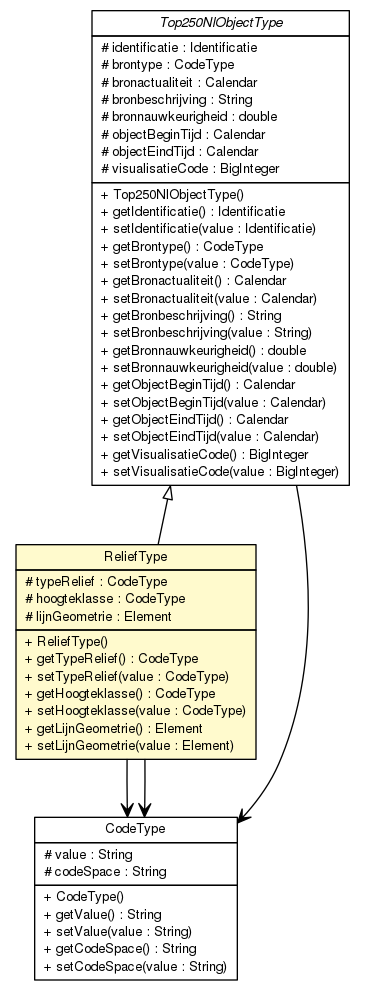 Top250NlObjectType
# identificatie : Identificatie
# brontype : CodeType
# bronactualiteit : Calendar
# bronbeschrijving : String
# bronnauwkeurigheid : double
# objectBeginTijd : Calendar
# objectEindTijd : Calendar
# visualisatieCode : BigInteger
+ Top250NlObjectType()
+ getIdentificatie() : Identificatie
+ setIdentificatie(value : Identificatie)
+ getBrontype() : CodeType
+ setBrontype(value : CodeType)
+ getBronactualiteit() : Calendar
+ setBronactualiteit(value : Calendar)
+ getBronbeschrijving() : String
+ setBronbeschrijving(value : String)
+ getBronnauwkeurigheid() : double
+ setBronnauwkeurigheid(value : double)
+ getObjectBeginTijd() : Calendar
+ setObjectBeginTijd(value : Calendar)
+ getObjectEindTijd() : Calendar
+ setObjectEindTijd(value : Calendar)
+ getVisualisatieCode() : BigInteger
+ setVisualisatieCode(value : BigInteger)
ReliefType
# typeRelief : CodeType
# hoogteklasse : CodeType
# lijnGeometrie : Element
+ ReliefType()
+ getTypeRelief() : CodeType
+ setTypeRelief(value : CodeType)
+ getHoogteklasse() : CodeType
+ setHoogteklasse(value : CodeType)
+ getLijnGeometrie() : Element
+ setLijnGeometrie(value : Element)
CodeType
# value : String
# codeSpace : String
+ CodeType()
+ getValue() : String
+ setValue(value : String)
+ getCodeSpace() : String
+ setCodeSpace(value : String)